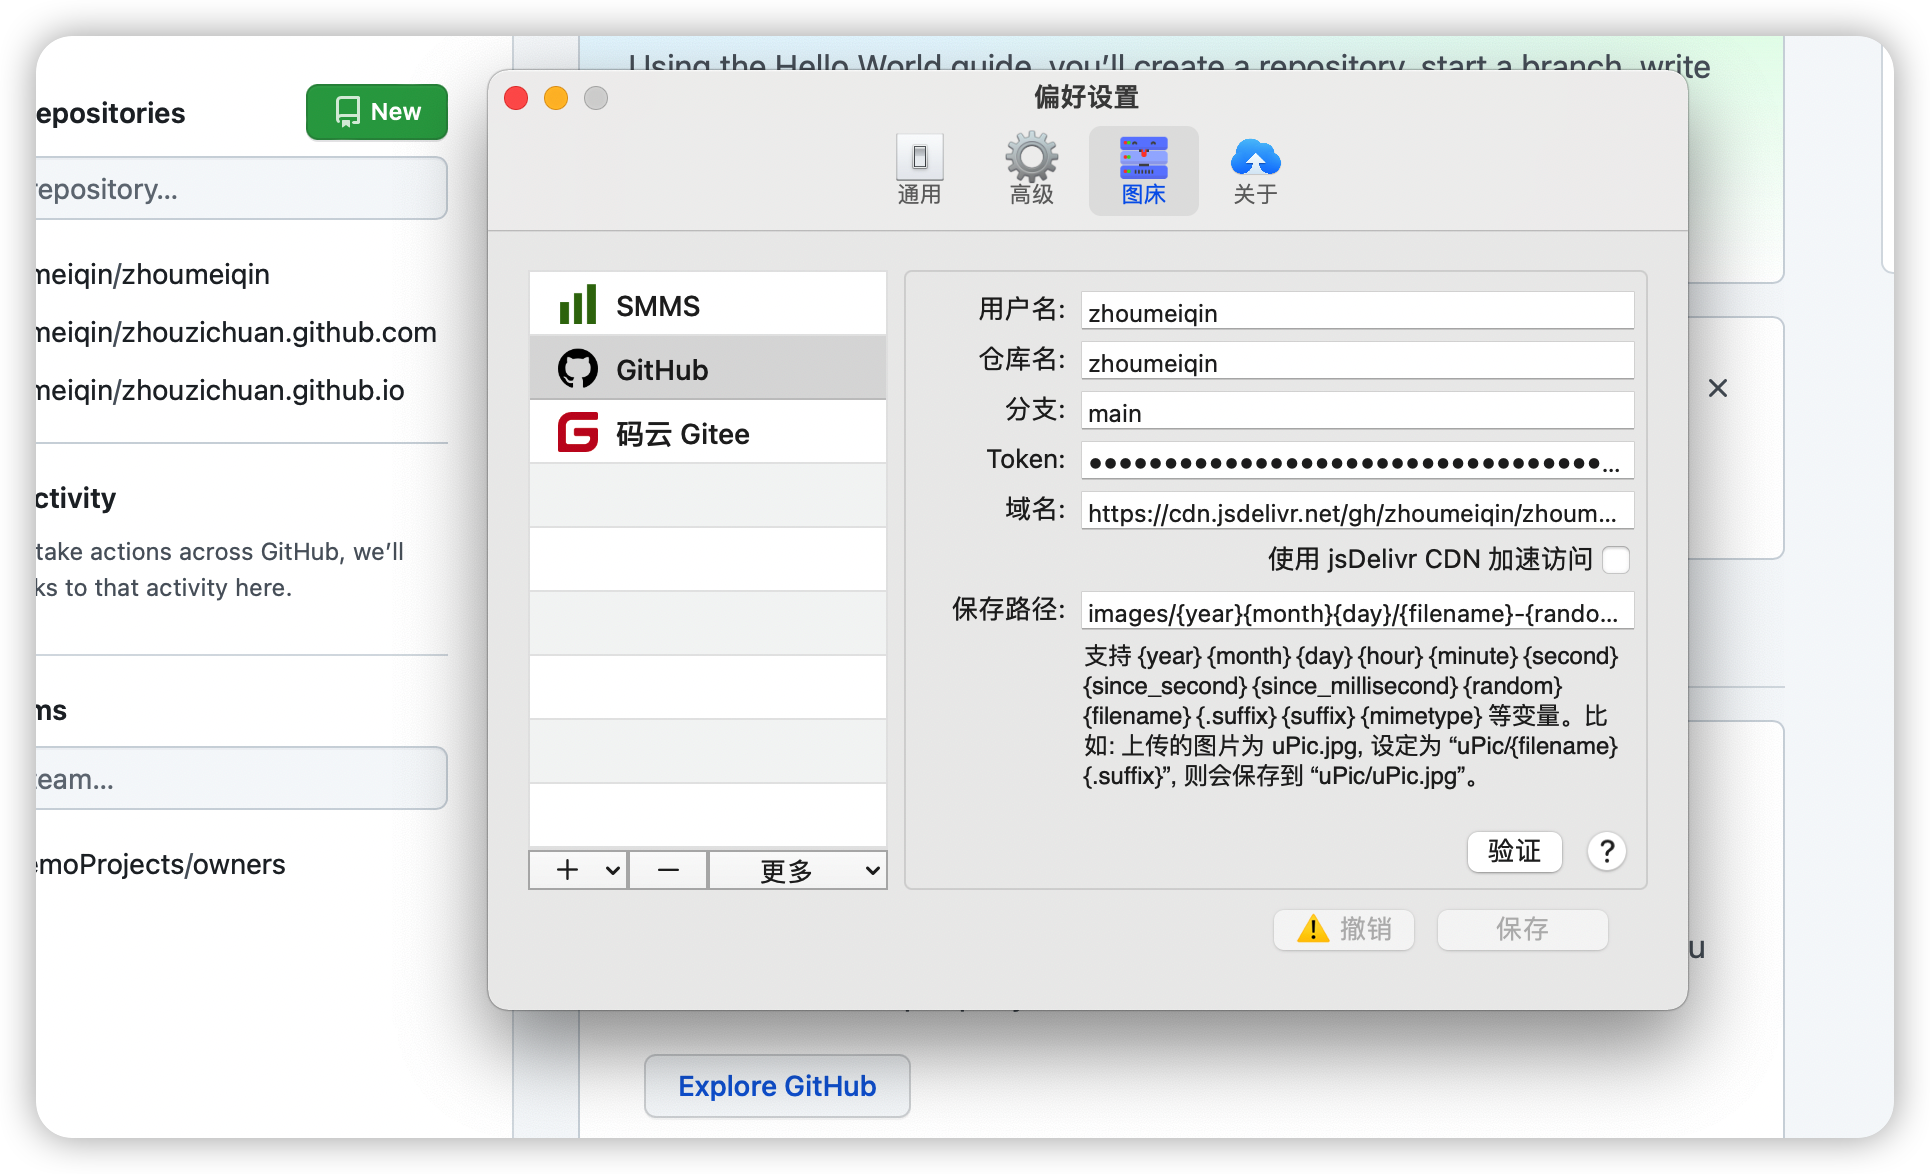 Using the Hello World guide, you'll create a repository, start a branch, write
epositories
New
repository...
meiqin/zhoumeiqin
meiqin/zhouzichuan.github.com
meiqin/zhouzichuan.github.io
ctivity
take actions across GitHub, we'll
ks to that activity here.
ms
team...
emoProjects/owners
偏好设置
通用
高级
图床
关于
SMMS
GitHub
码云 Gitee
更多
用户名:
zhoumeiqin
仓库名:
zhoumeiqin
分支:
main
Token:
●●●●●●●●●●●●●●●●●●●●●●●●●●●●●●●●●●...
域名:
https://cdn.jsdelivr.net/gh/zhoumeiqin/zhoum...
使用 jsDelivr CDN 加速访问
保存路径:
images/{year}{month}{day}/{filename}-{rando...
支持 {year} {month} {day} {hour} {minute} {second}
{since_second} {since_millisecond} {random}
{filename} {.suffix} {suffix} {mimetype} 等变量。比
如: 上传的图片为 uPic.jpg, 设定为 “uPic/{filename}
{.suffix}”, 则会保存到 “uPic/uPic.jpg”。
验证
?
撤销
保存
u
Explore GitHub